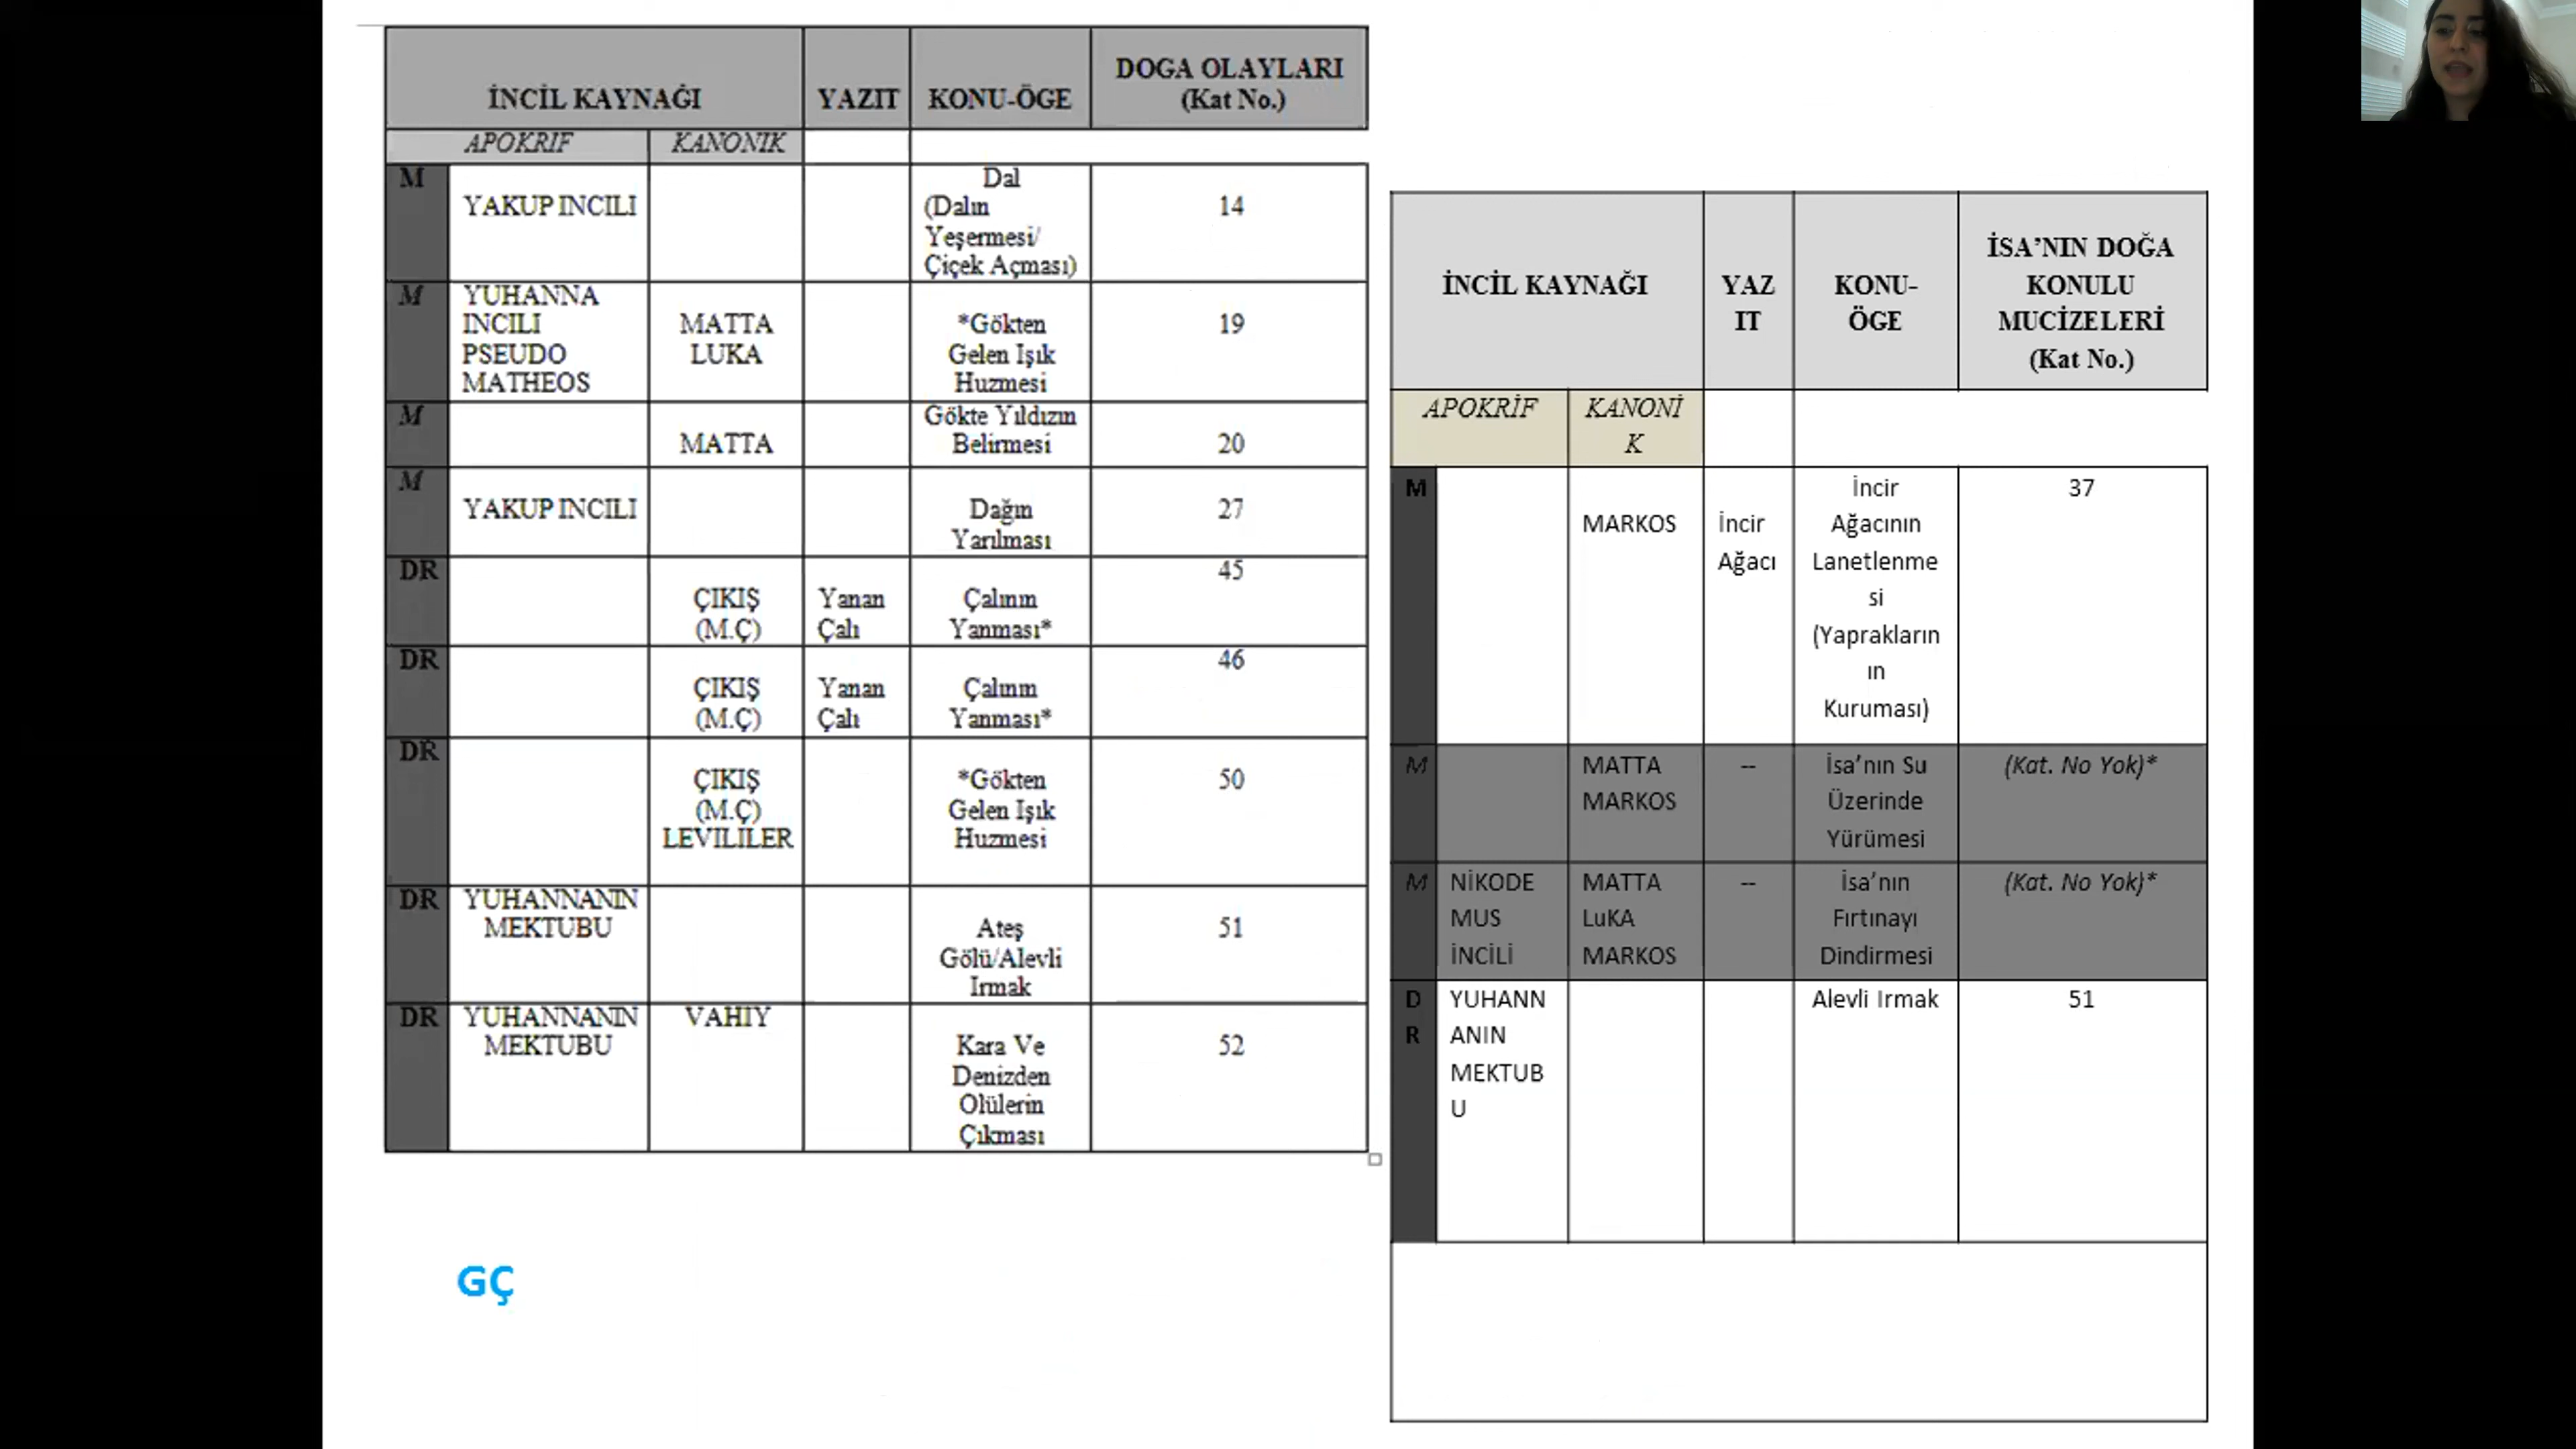 İNCİL KAYNAĞI YAZIT KONU-ÖGE DOGA OLAYLARI
(Kat No.)
APOKRIF KANONIK
M YAKUP INCILI Dal
(Dalın
Yeşermesi/
Çiçek Açması) 14
M YUHANNA
INCILI
PSEUDO
MATHEOS MATTA
LUKA *Gökten
Gelen Işık
Huzmesi 19
M MATTA Gökte Yıldızın
Belirmesi 20
M YAKUP INCILI Dağın
Yarılması 27
DR ÇIKIŞ
(M.Ç) Yanan
Çalı Çalının
Yanması* 45
DR ÇIKIŞ
(M.Ç) Yanan
Çalı Çalının
Yanması* 46
DR ÇIKIŞ
(M.Ç)
LEVILILER *Gökten
Gelen Işık
Huzmesi 50
DR YUHANNANIN
MEKTUBU Ateş
Gölü/Alevli
Irmak 51
DR YUHANNANIN
MEKTUBU VAHIY Kara Ve
Denizden
Olülerin
Çıkması 52
GÇ
İNCİL KAYNAĞI YAZ
IT KONU-
ÖGE İSA'NIN DOĞA
KONULU
MUCİZELERİ
(Kat No.)
APOKRİF KANONİ
K
M MARKOS İncir
Ağacı İncir
Ağacının
Lanetlenme
si
(Yaprakların
ın
Kuruması) 37
M MATTA
MARKOS -- İsa'nın Su
Üzerinde
Yürümesi (Kat. No Yok)*
M NİKODE
MUS
İNCİLİ MATTA
LuKA
MARKOS -- İsa'nın
Fırtınayı
Dindirmesi (Kat. No Yok)*
D
R YUHANN
ANIN
MEKTUB
U Alevli Irmak 51